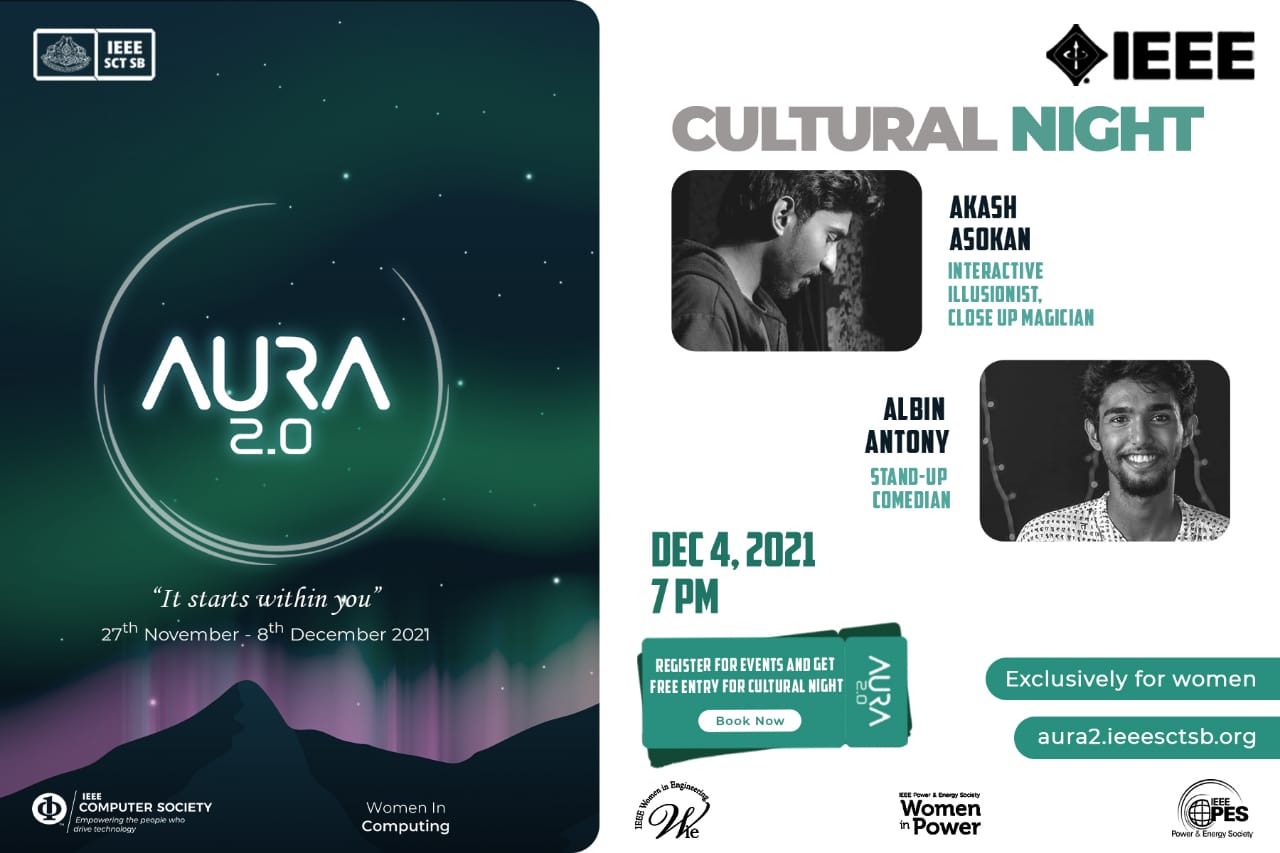 IEEE
SCT SB
AURA
2.0
“It starts within you”
27th November - 8th December 2021
IEEE
COMPUTER SOCIETY
Empowering the people who
drive technology
Women In
Computing
IEEE
CULTURAL NIGHT
AKASH
ASOKAN
INTERACTIVE
ILLUSIONIST,
CLOSE UP MAGICIAN
ALBIN
ANTONY
STAND-UP
COMEDIAN
DEC 4, 2021
7 PM
REGISTER FOR EVENTS AND GET
FREE ENTRY FOR CULTURAL NIGHT
Book Now
AURA
2.0
Exclusively for women
aura2.ieeesctsb.org
IEEE Women in Engineering
Wie
IEEE Power & Energy Society
Women
in Power
IEEE
PES
Power & Energy Society